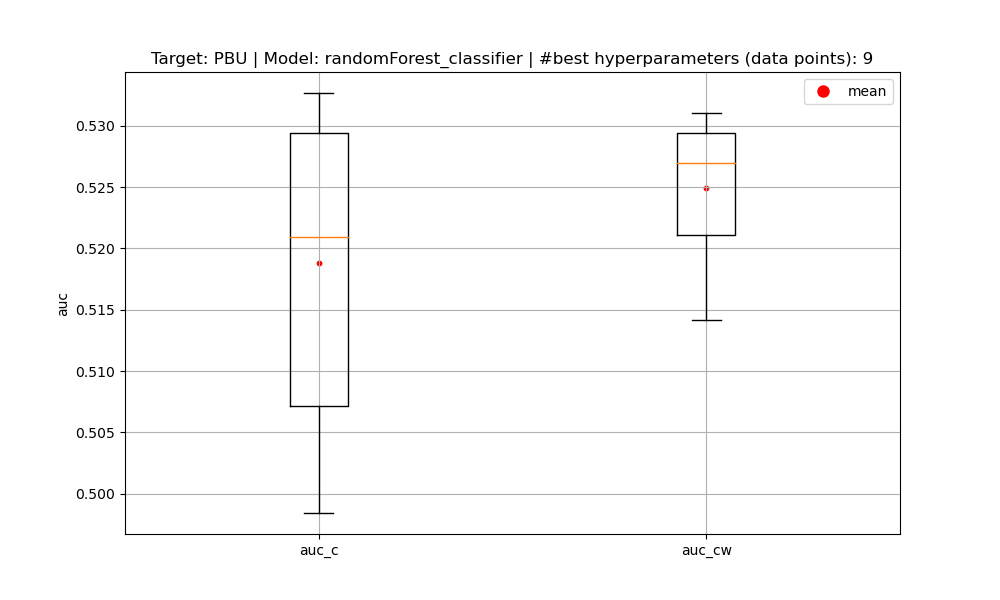 Target: PBU | Model: randomForest_classifier | #best hyperparameters (data points): 9
mean
0.530
0.525
0.520
0.515
0.510
0.505
0.500
auc
auc_c
auc_cw